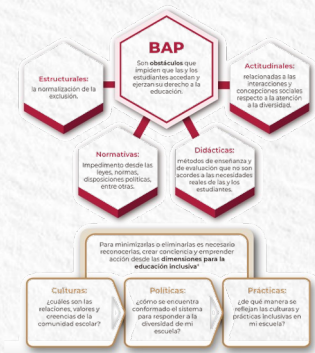 BAP
Son obstáculos que
impiden que las y los
estudiantes accedan y
ejerzan su derecho a la
educación.
Estructurales:
la normalización de la
exclusión.
Actitudinales:
relacionadas a las
interacciones y
concepciones sociales
respecto a la atención
a la diversidad.
Normativas:
Impedimento desde las
leyes, normas,
disposiciones políticas,
entre otras.
Didácticas:
métodos de enseñanza y
de evaluación que no son
acordes a las necesidades
reales de las y los
estudiantes.
Para minimizarlas o eliminarlas es necesario
reconocerlas, crear conciencia y emprender
acción desde las dimensiones para la
educación inclusiva"
Culturas:
¿cuáles son las
relaciones, valores y
creencias de la
comunidad escolar?
Políticas:
¿cómo se encuentra
conformado el sistema
para responder a la
diversidad de mi
escuela?
Prácticas:
¿de qué manera se
reflejan las culturas y
prácticas inclusivas en
mi escuela?